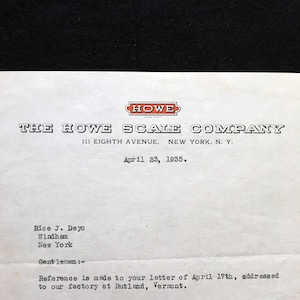 HOWE
THE HOWE SCALE COMPANY
111 EIGHTH AVENUE, NEW YORK, N. Y.
April 23, 1935.
Rice J. Deyo
Windham
New York
Gentlemen:-
Reference is made to your letter of April 17th, addressed
to our factory at Rutland, Vermont.